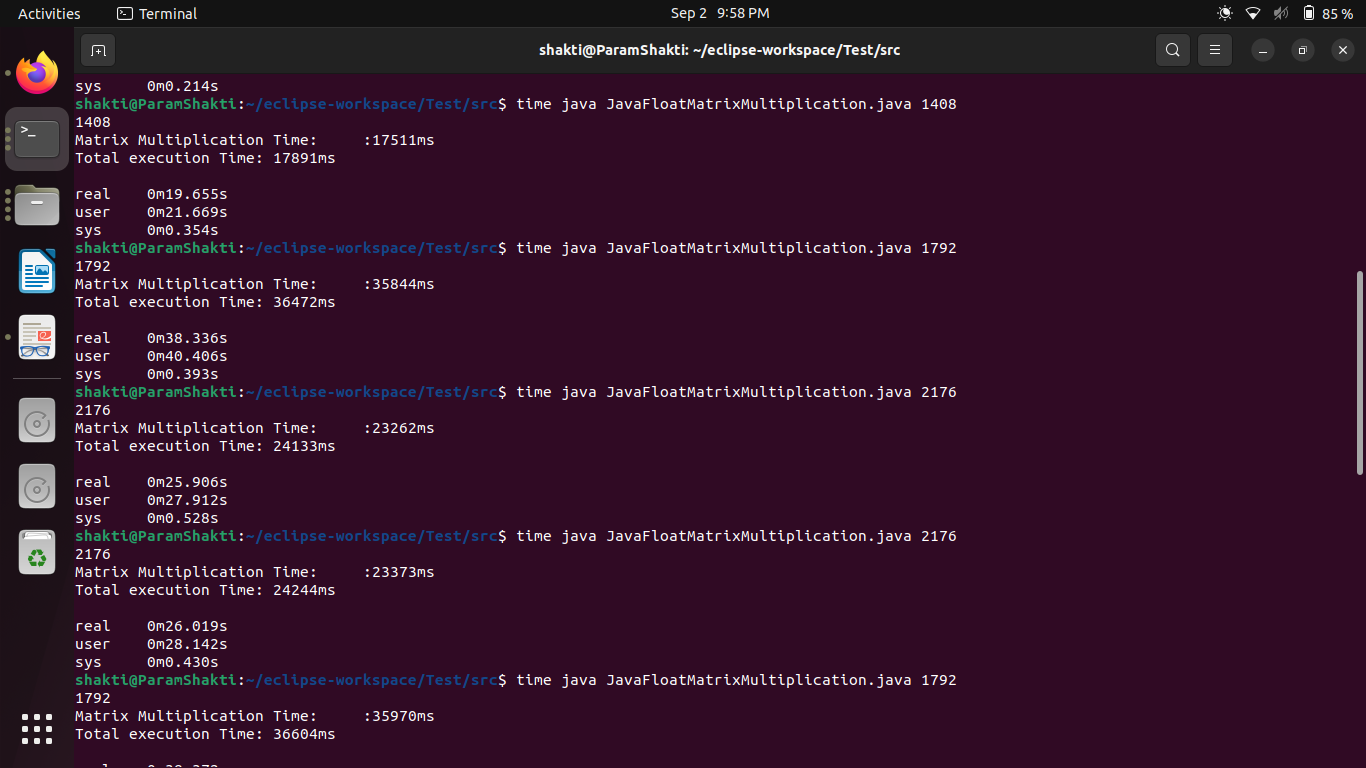 Activities Terminal Sep 2 9:58 PM 85 %
shakti@ParamShakti: ~/eclipse-workspace/Test/src
sys 0m0.214s
shakti@ParamShakti:~/eclipse-workspace/Test/src$ time java JavaFloatMatrixMultiplication.java 1408
1408
Matrix Multiplication Time: :17511ms
Total execution Time: 17891ms
real 0m19.655s
user 0m21.669s
sys 0m0.354s
shakti@ParamShakti:~/eclipse-workspace/Test/src$ time java JavaFloatMatrixMultiplication.java 1792
1792
Matrix Multiplication Time: :35844ms
Total execution Time: 36472ms
real 0m38.336s
user 0m40.406s
sys 0m0.393s
shakti@ParamShakti:~/eclipse-workspace/Test/src$ time java JavaFloatMatrixMultiplication.java 2176
2176
Matrix Multiplication Time: :23262ms
Total execution Time: 24133ms
real 0m25.906s
user 0m27.912s
sys 0m0.528s
shakti@ParamShakti:~/eclipse-workspace/Test/src$ time java JavaFloatMatrixMultiplication.java 2176
2176
Matrix Multiplication Time: :23373ms
Total execution Time: 24244ms
real 0m26.019s
user 0m28.142s
sys 0m0.430s
shakti@ParamShakti:~/eclipse-workspace/Test/src$ time java JavaFloatMatrixMultiplication.java 1792
1792
Matrix Multiplication Time: :35970ms
Total execution Time: 36604ms